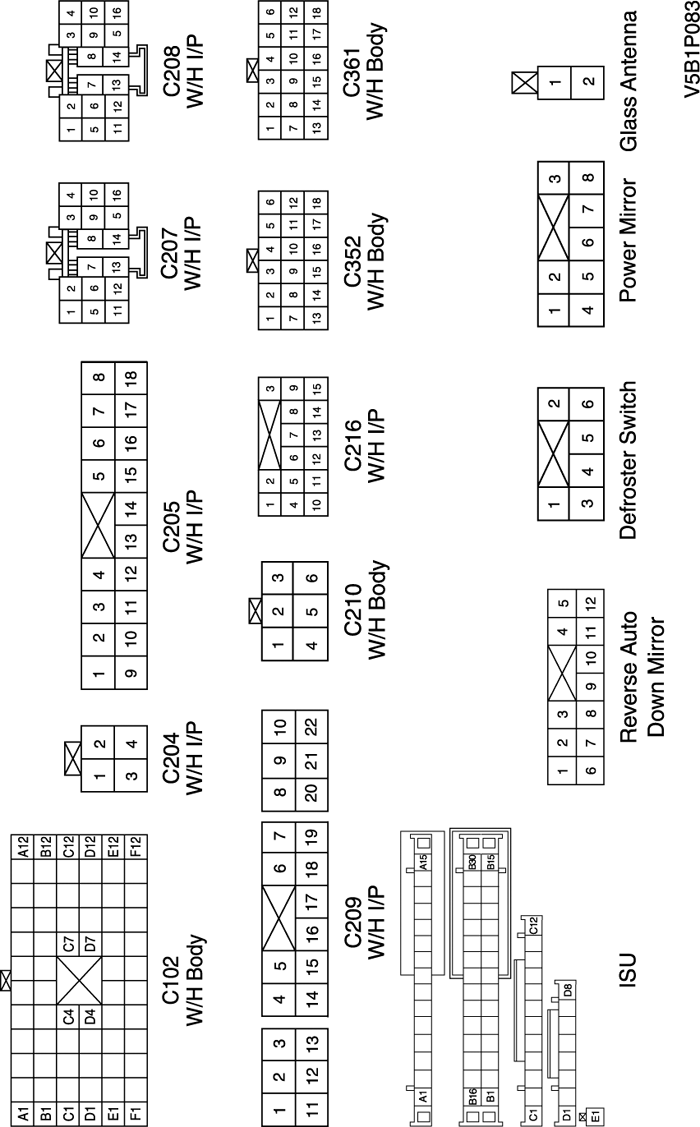 A1 A12
B1 B12
C1 C4 C7 C12
D1 D4 D7 D12
E1 E12
F1 F12
C102
W/H Body
1 2
3 4
C204
W/H I/P
1 2 3 4 5 6 7 8
9 10 11 12 13 14 15 16 17 18
C205
W/H I/P
1 2 3 4
5 6 7 8 9 10
11 12 13 14 5 16
C207
W/H I/P
1 2 3 4
5 6 7 8 9 10
11 12 13 14 5 16
C208
W/H I/P
1 2 3 4 5 6 7 8 9 10
11 12 13 14 15 16 17 18 19 20 21 22
C209
W/H I/P
1 2 3
4 5 6
C210
W/H Body
1 2 3
4 5 6 7 8 9
10 11 12 13 14 15
C216
W/H I/P
1 2 3 4 5 6
7 8 9 10 11 12
13 14 15 16 17 18
C352
W/H Body
1 2 3 4 5 6
7 8 9 10 11 12
13 14 15 16 17 18
C361
W/H Body
A1 A15
B16 B30
B1 B15
C1 C12
D1 D8
E1
ISU
1 2 3 4 5
6 7 8 9 10 11 12
Reverse Auto
Down Mirror
1 2
3 4 5 6
Defroster Switch
1 2 3
4 5 6 7 8
Power Mirror
1
2
Glass Antenna
V5B1P083